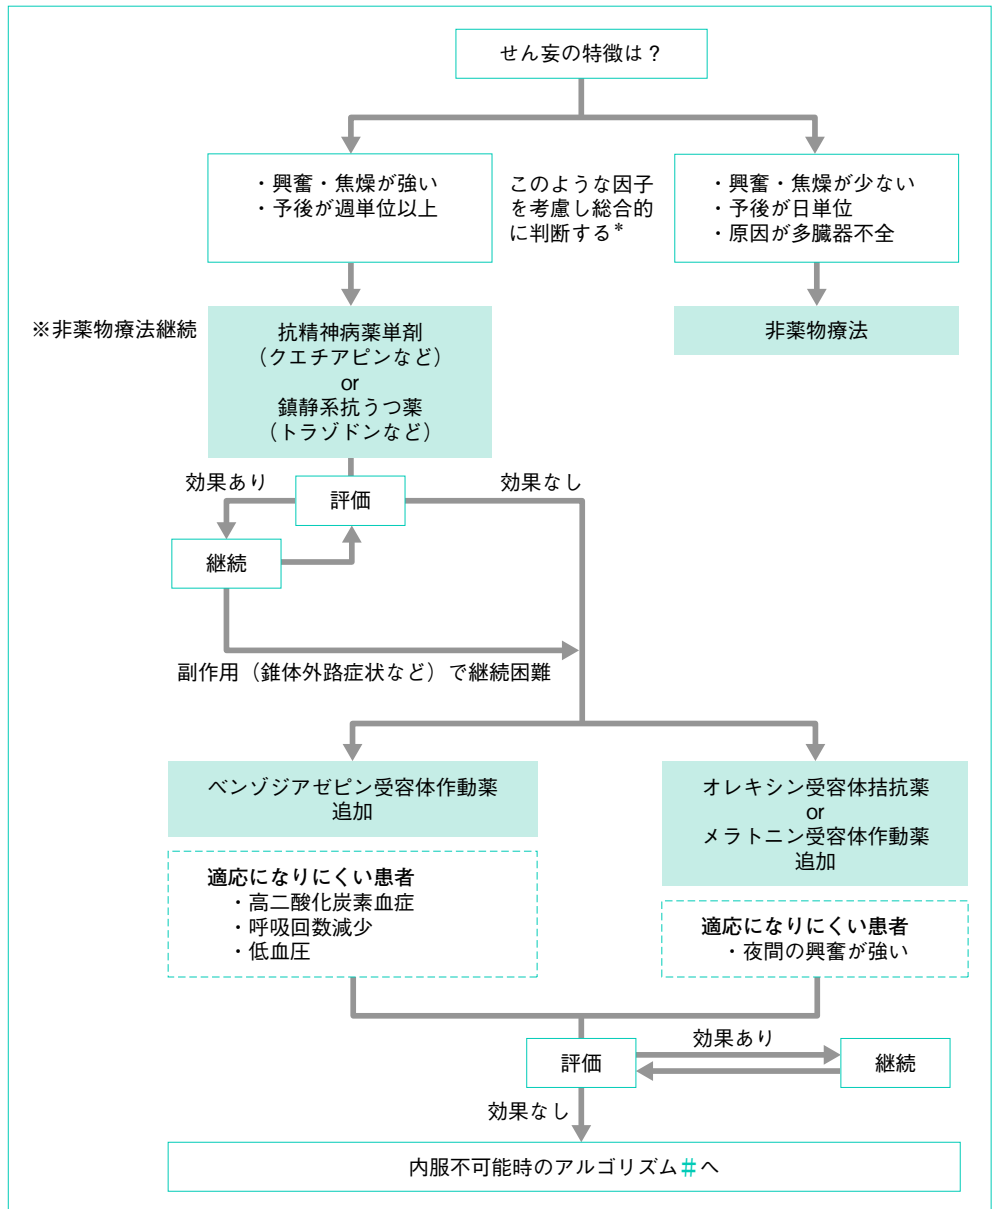 せん妄の特徴は？
・興奮・焦燥が強い
・予後が週単位以上
このような因子
を考慮し総合的
に判断する*
・興奮・焦燥が少ない
・予後が日単位
・原因が多臓器不全
※非薬物療法継続
抗精神病薬単剤
（クエチアピンなど）
or
鎮静系抗うつ薬
（トラゾドンなど）
非薬物療法
効果あり
評価
効果なし
継続
副作用（錐体外路症状など）で継続困難
ベンゾジアゼピン受容体作動薬
追加
オレキシン受容体拮抗薬
or
メラトニン受容体作動薬
追加
適応になりにくい患者
・高二酸化炭素血症
・呼吸回数減少
・低血圧
適応になりにくい患者
・夜間の興奮が強い
評価
効果あり
継続
効果なし
内服不可能時のアルゴリズム#へ